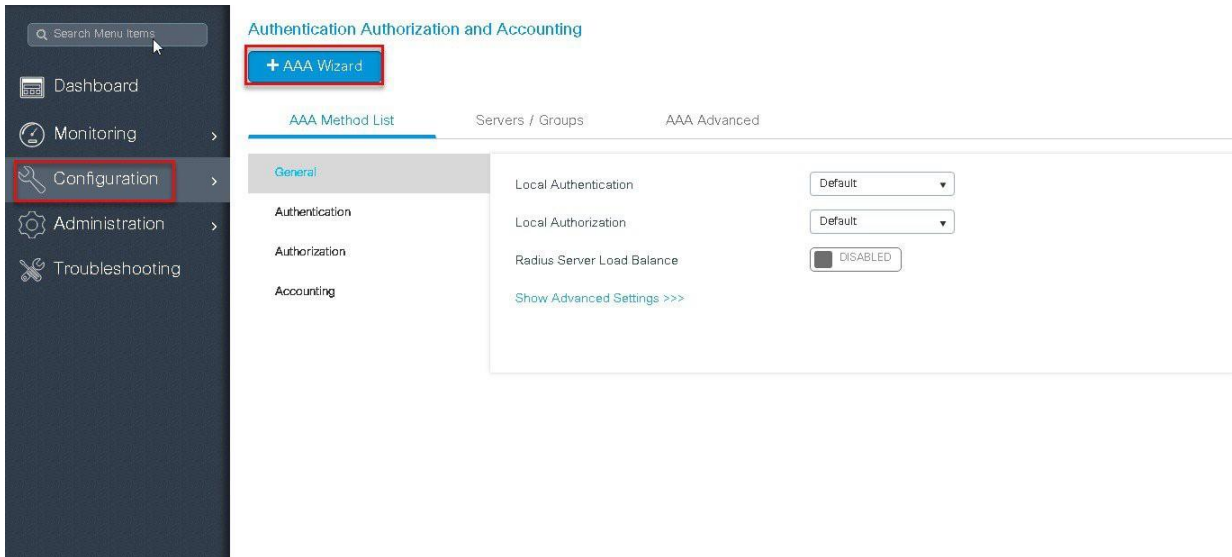 Search Menu Items
Dashboard
Monitoring
Configuration
Administration
Troubleshooting
Authentication Authorization and Accounting
+ AAA Wizard
AAA Method List
Servers / Groups
AAA Advanced
General
Authentication
Authorization
Accounting
Local Authentication
Default
Local Authorization
Default
Radius Server Load Balance
DISABLED
Show Advanced Settings >>>